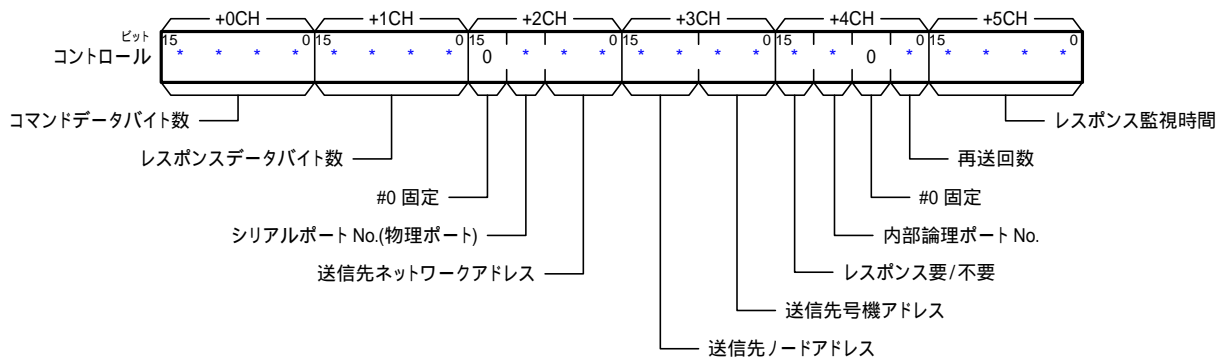 +0CH +1CH +2CH +3CH +4CH +5CH
ビット 15 0 15 0 15 0 15 0 15 0 15 0
コントロール * * * * * * * * 0 * * * * * * * * * 0 * * * * *
コマンドデータバイト数 レスポンス監視時間
レスポンスデータバイト数 再送回数
#0 固定 #0 固定
シリアルポート No.(物理ポート) 内部論理ポート No.
送信先ネットワークアドレス レスポンス要/不要
送信先号機アドレス
送信先ノードアドレス